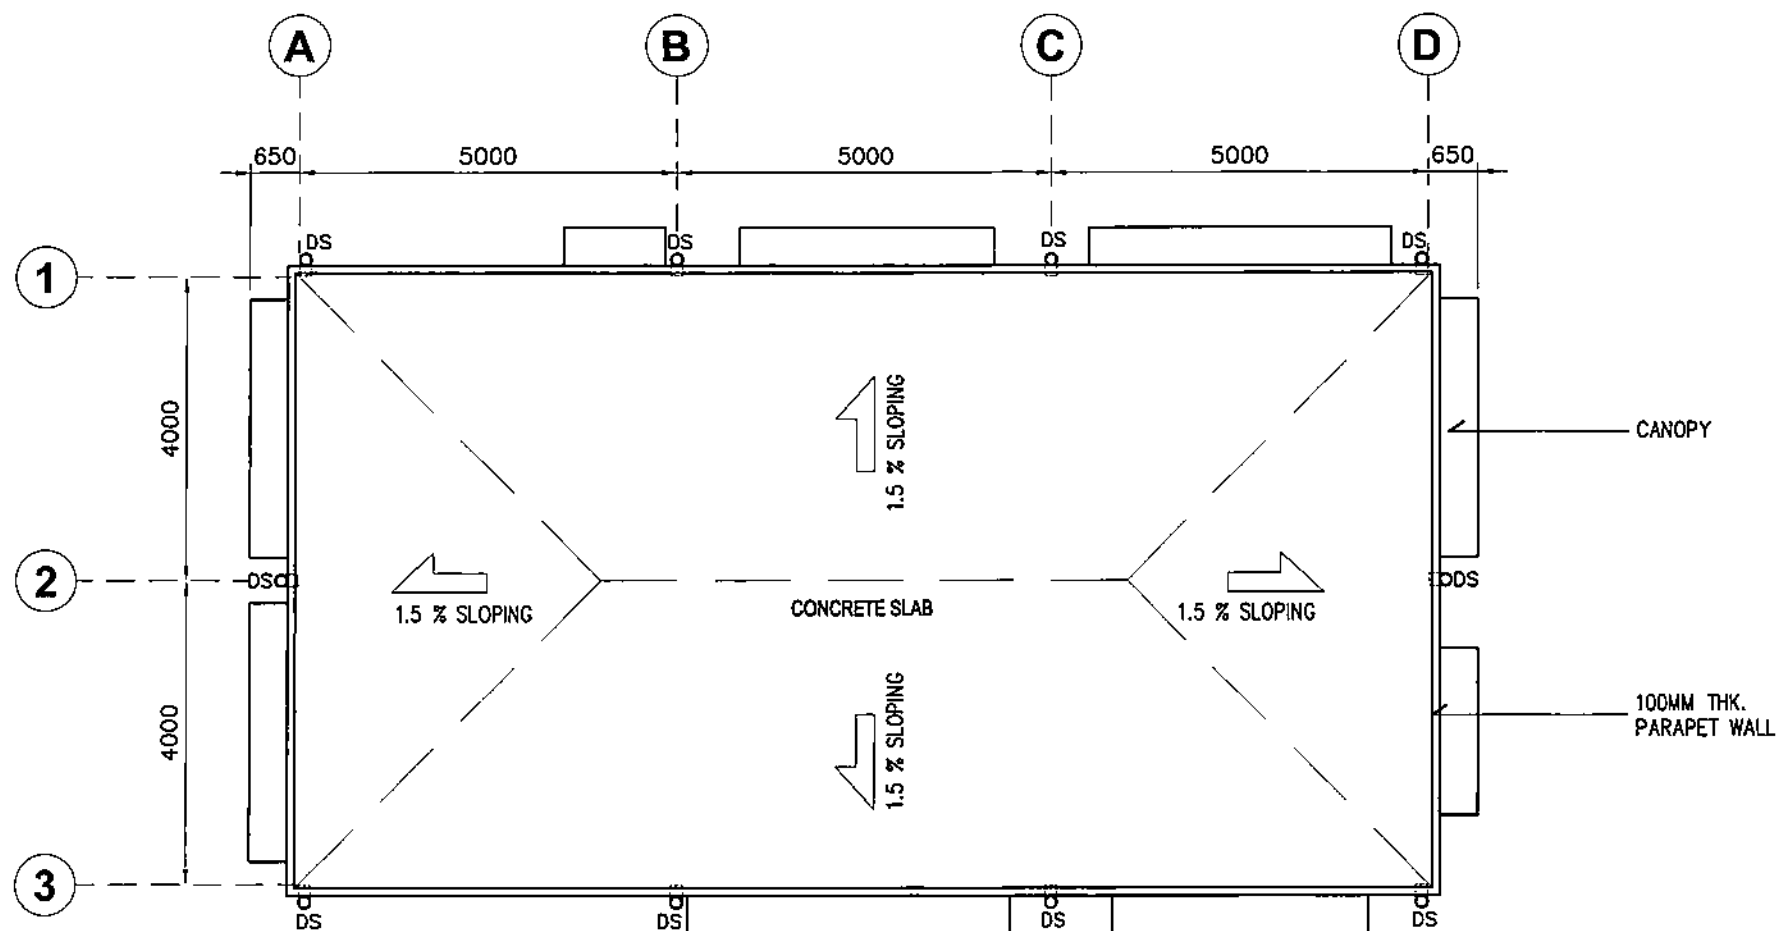 A B C D
650 5000 5000 5000 650
DS DS DS DS
1
4000
1.5 % SLOPING
CANOPY
2
DS DS
1.5 % SLOPING
CONCRETE SLAB
1.5 % SLOPING
4000
1.5 % SLOPING
100MM THK.
PARAPET WALL
3
DS DS DS DS